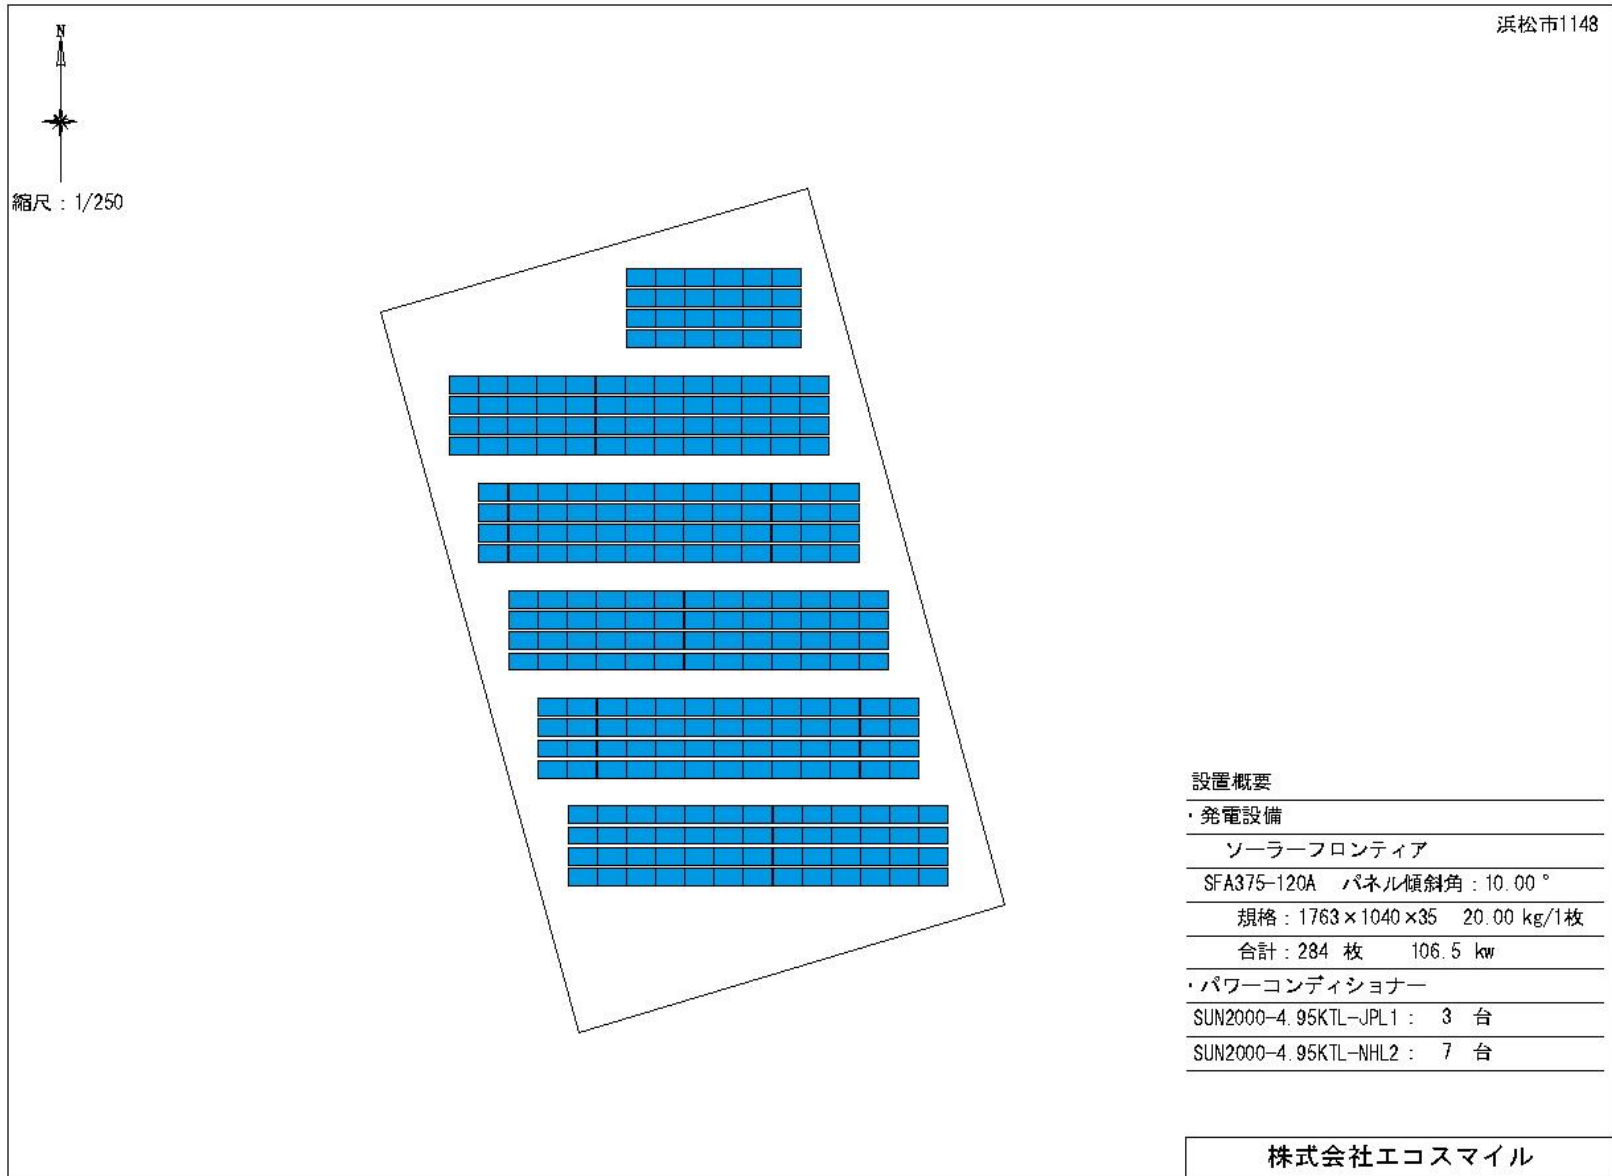 浜松市1148
N
縮尺：1/250
設置概要
・発電設備
ソーラーフロンティア
SFA375-120A パネル傾斜角：10.00°
規格：1763×1040×35 20.00 kg/1枚
合計：284 枚 106.5 kw
・パワーコンディショナー
SUN2000-4.95KTL-JPL1： 3 台
SUN2000-4.95KTL-NHL2： 7 台
株式会社エコスマイル